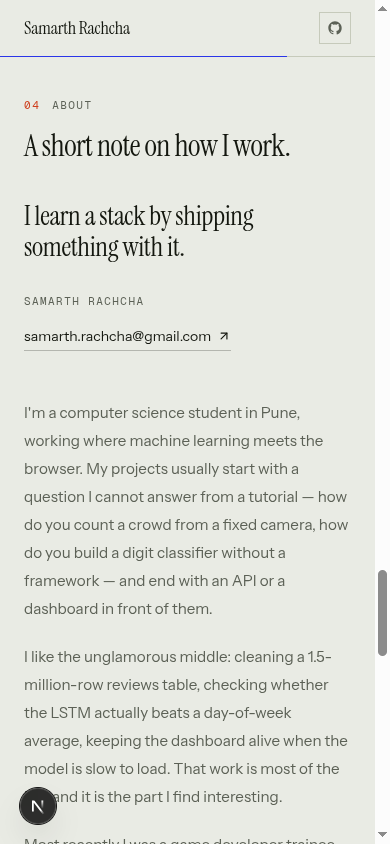 Samarth Rachcha
04 ABOUT
A short note on how I work.
I learn a stack by shipping
something with it.
SAMARTH RACHCHA
samarth.rachcha@gmail.com
I'm a computer science student in Pune,
working where machine learning meets the
browser. My projects usually start with a
question I cannot answer from a tutorial — how
do you count a crowd from a fixed camera, how
do you build a digit classifier without a
framework — and end with an API or a
dashboard in front of them.
I like the unglamorous middle: cleaning a 1.5-
million-row reviews table, checking whether
the LSTM actually beats a day-of-week
average, keeping the dashboard alive when the
model is slow to load. That work is most of the
and it is the part I find interesting.
N
Most recently I was a game developer trainee